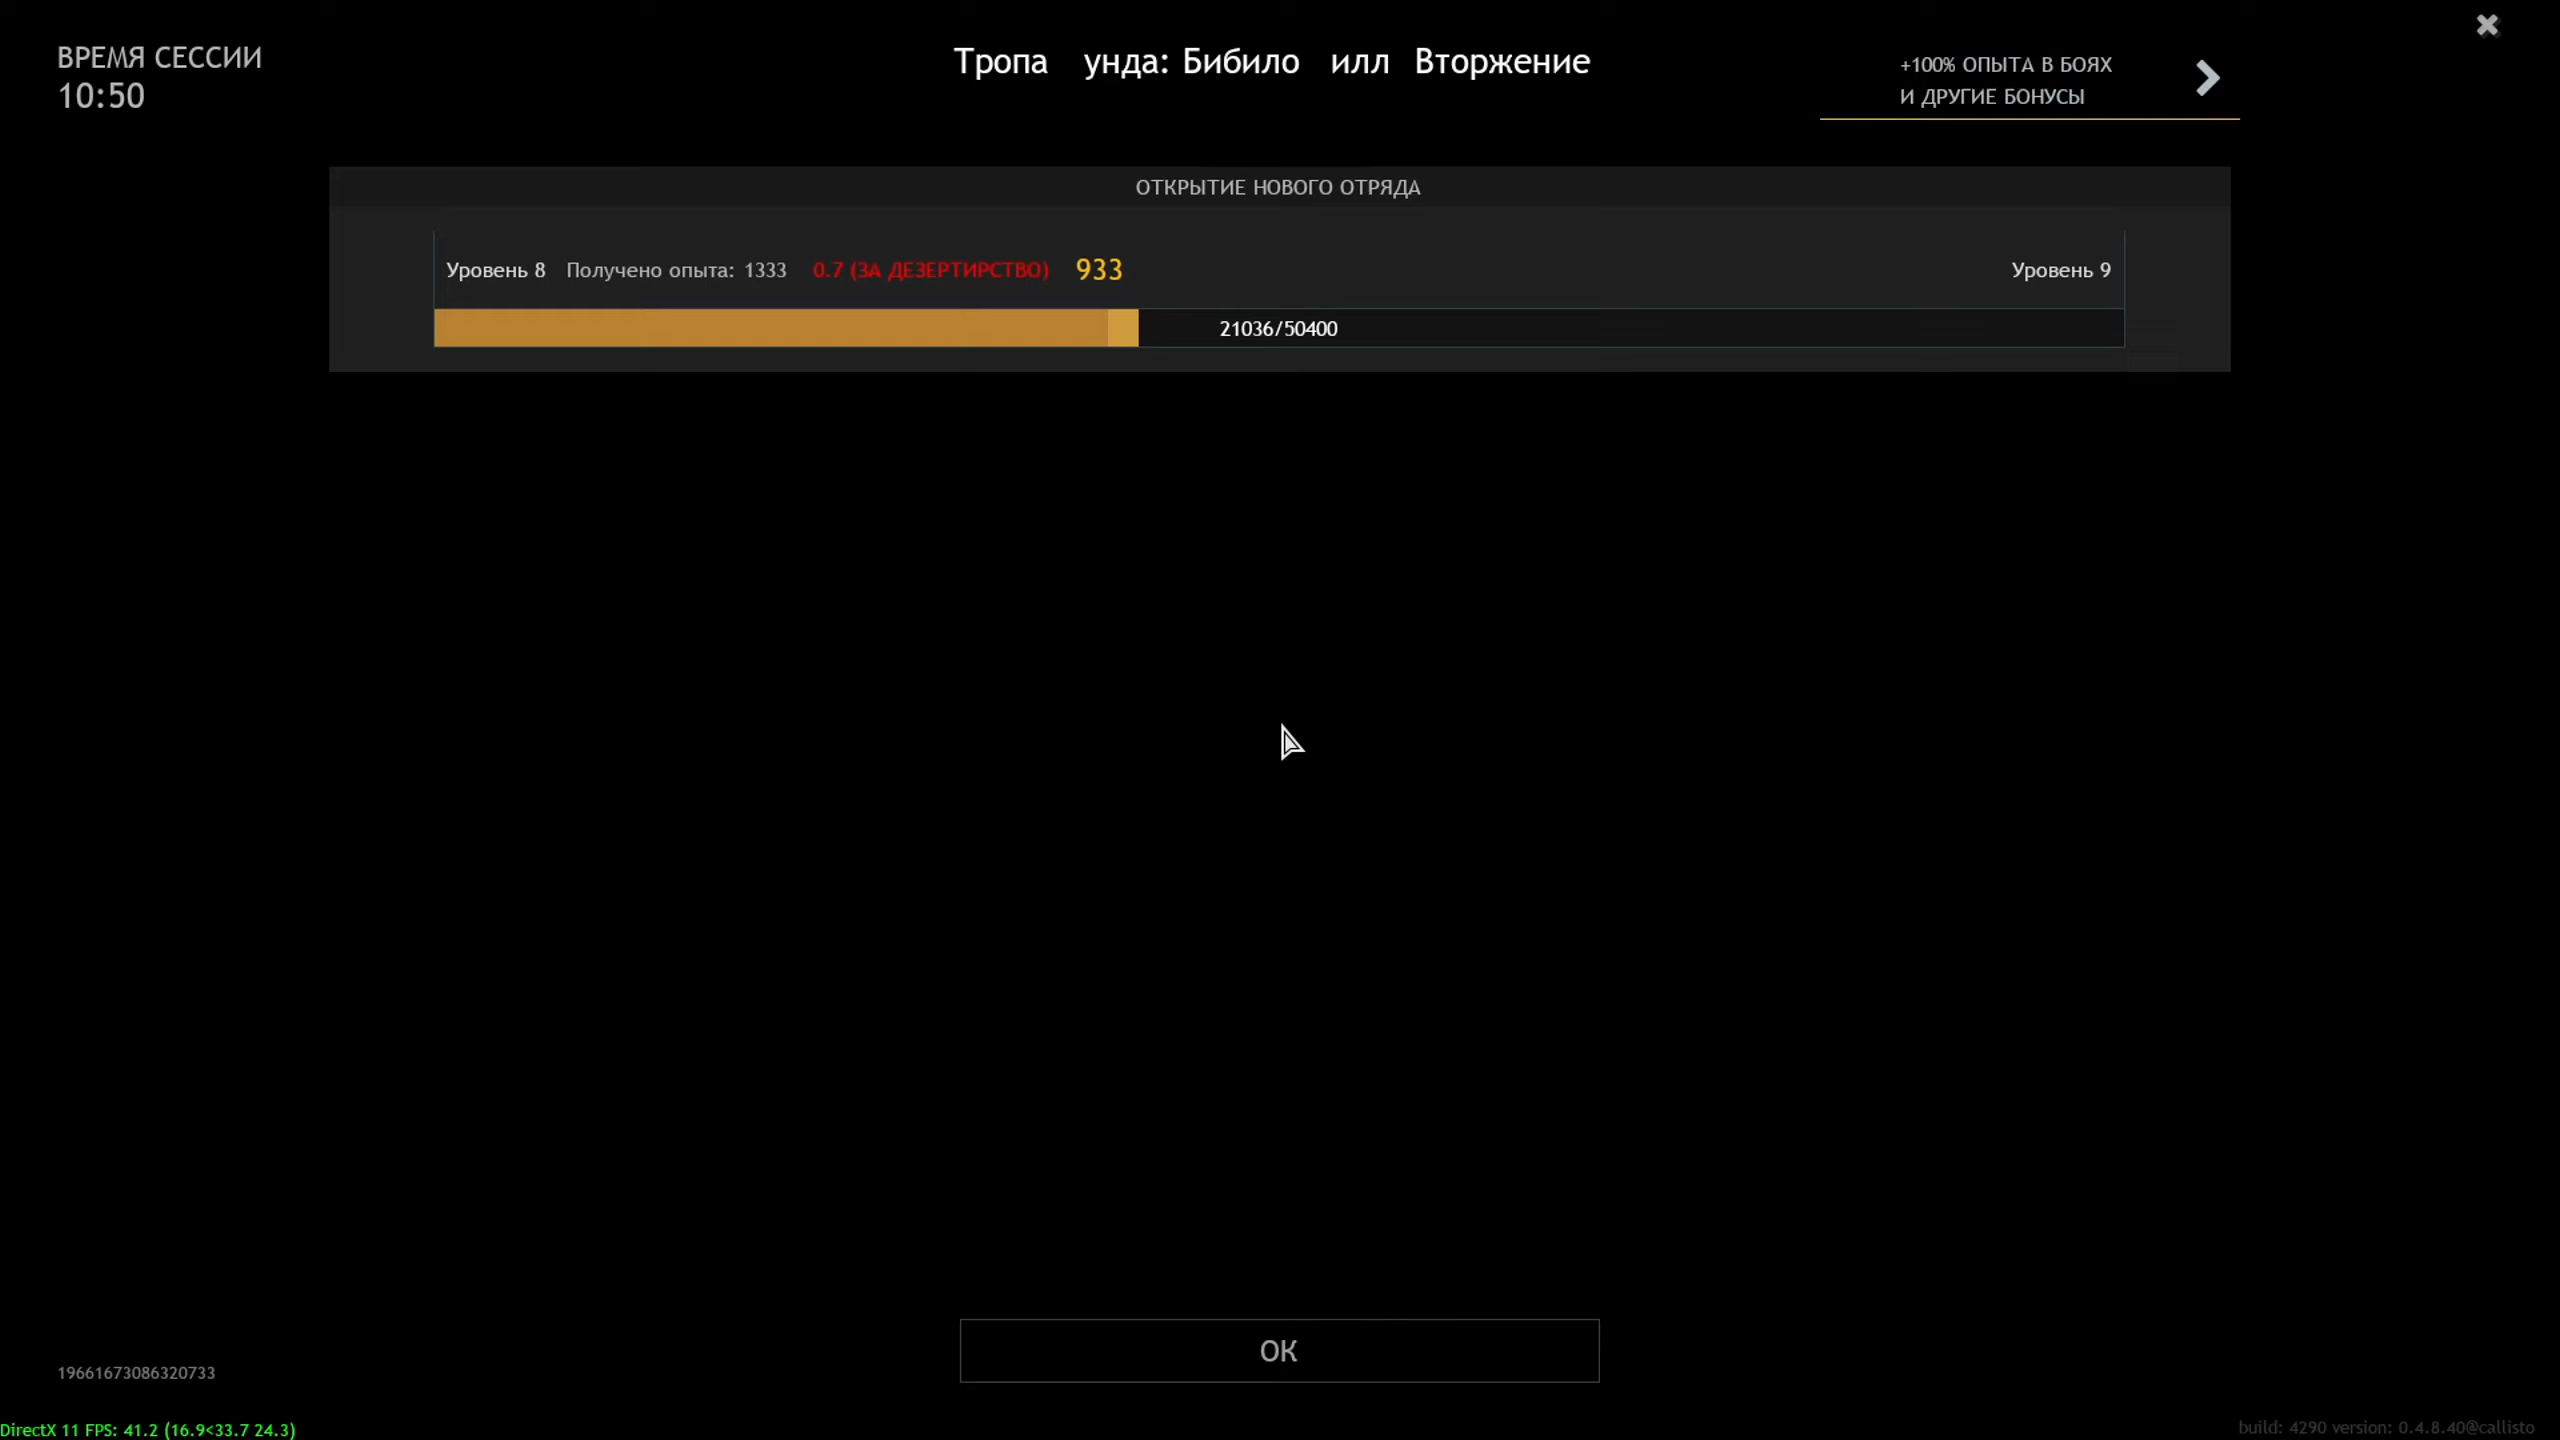 ВРЕМЯ СЕССИИ
10:50
Тропа унда: Бибило илл Вторжение
+100% ОПЫТА В БОЯХ
И ДРУГИЕ БОНУСЫ
ОТКРЫТИЕ НОВОГО ОТРЯДА
Уровень 8 Получено опыта: 1333 0.7 (ЗА ДЕЗЕРТИРСТВО) 933 Уровень 9
21036/50400
ОК
19661673086320733
DirectX 11 FPS: 41.2 (16.9<33.7 24.3)
build: 4290 version: 0.4.8.40@callisto